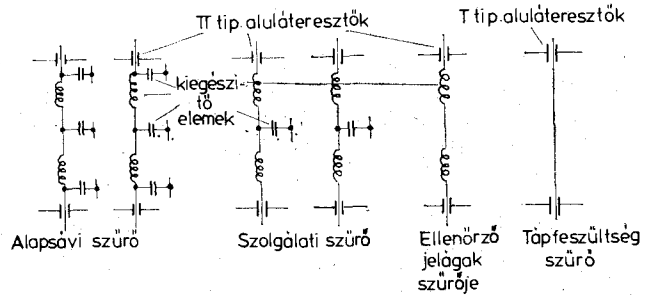 π tip. aluláteresztők
T tip. aluláteresztők
kiegészí-
tő
elemek
Alapsávi szűrő
Szolgálati szűrő
Ellenőrző
jelágak
szűrője
Tápfeszültség
szűrő